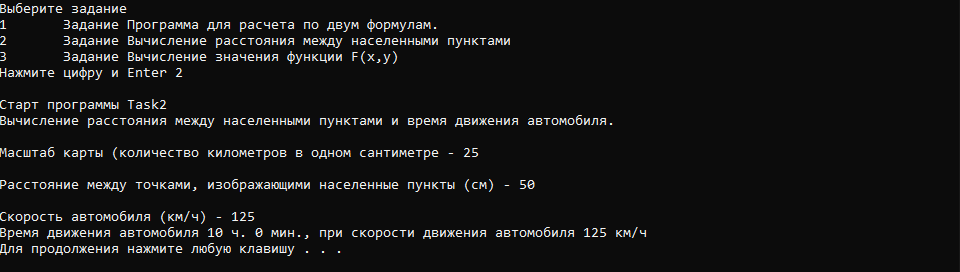 Выберите задание
1 Задание Программа для расчета по двум формулам.
2 Задание Вычисление расстояния между населенными пунктами
3 Задание Вычисление значения функции F(x,y)
Нажмите цифру и Enter 2
Старт программы Task2
Вычисление расстояния между населенными пунктами и время движения автомобиля.
Масштаб карты (количество километров в одном сантиметре - 25
Расстояние между точками, изображающими населенные пункты (см) - 50
Скорость автомобиля (км/ч) - 125
Время движения автомобиля 10 ч. 0 мин., при скорости движения автомобиля 125 км/ч
Для продолжения нажмите любую клавишу . . .